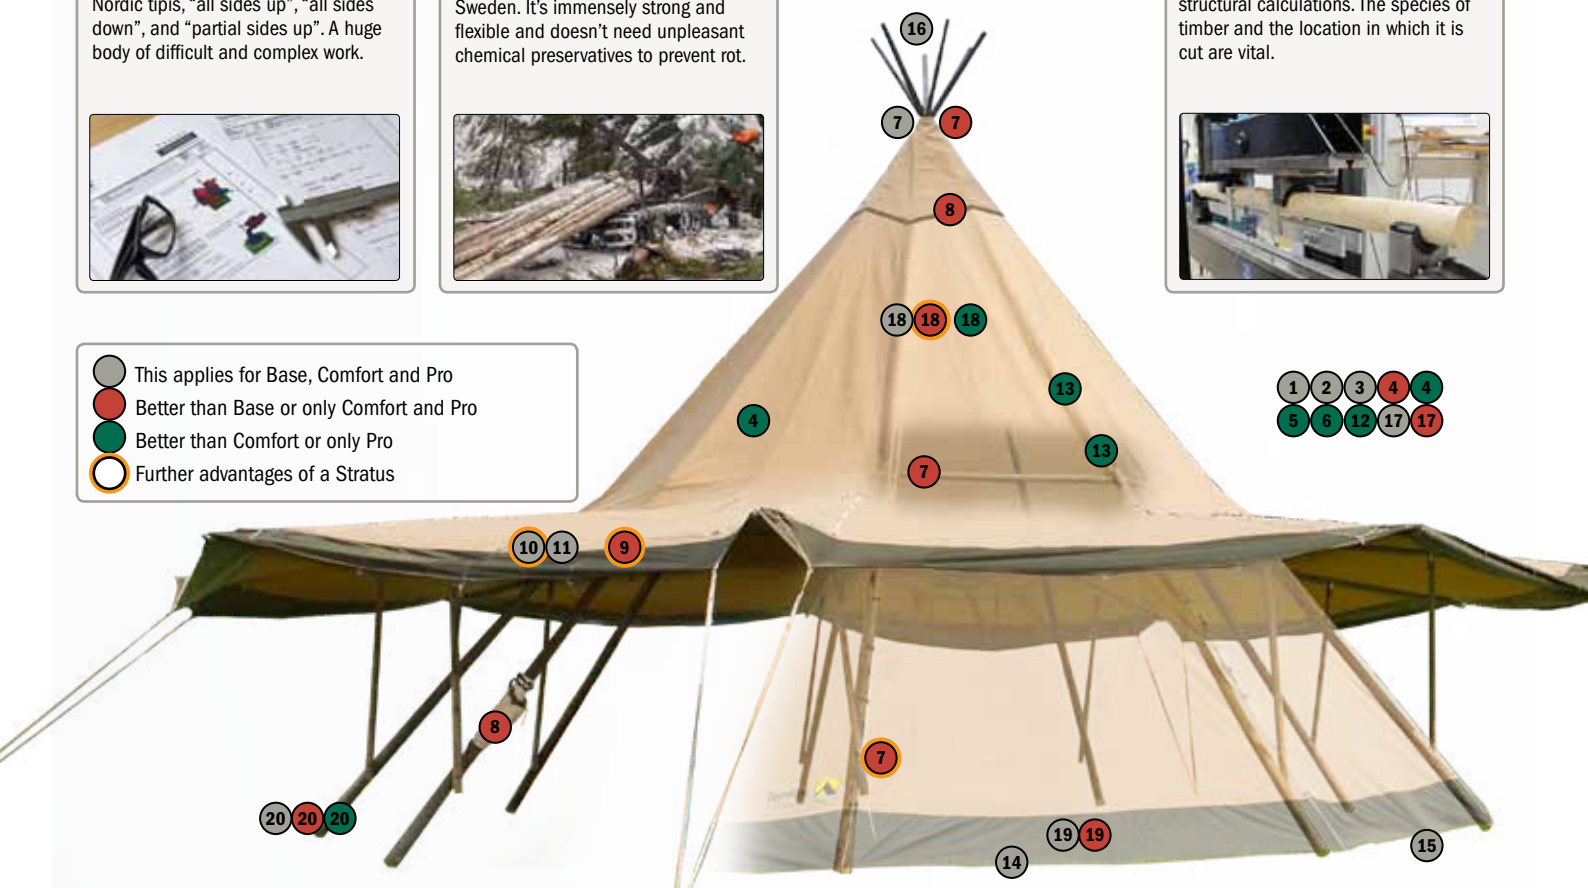 Nordic tipis, “all sides up”, “all sides
down”, and “partial sides up”. A huge
body of difficult and complex work.
Sweden. It’s immensely strong and
flexible and doesn’t need unpleasant
chemical preservatives to prevent rot.
structural calculations. The species of
timber and the location in which it is
cut are vital.
16
7 7
8
18 18 18
13
4
13
7
1 2 3 4 4
5 6 12 17 17
This applies for Base, Comfort and Pro
Better than Base or only Comfort and Pro
Better than Comfort or only Pro
Further advantages of a Stratus
10 11 9
8
7
20 20 20
19 19
14
15